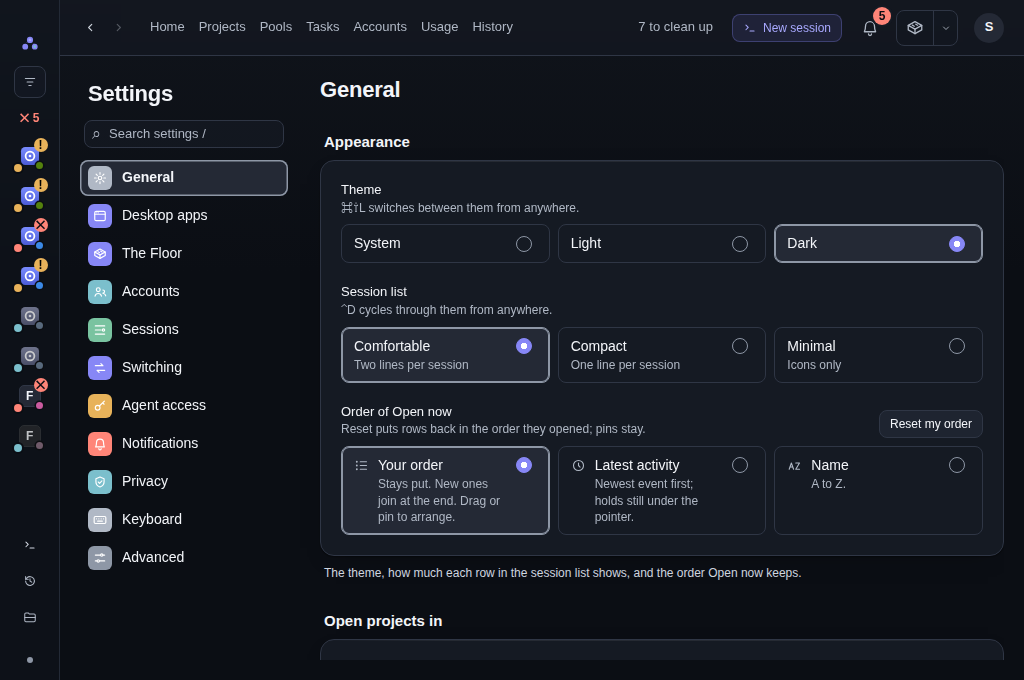 Home Projects Pools Tasks Accounts Usage History
7 to clean up
New session
5
S
5
!
!
!
F
F
Settings
Search settings /
General
Desktop apps
The Floor
Accounts
Sessions
Switching
Agent access
Notifications
Privacy
Keyboard
Advanced
General
Appearance
Theme
⌘⇧L switches between them from anywhere.
System
Light
Dark
Session list
^D cycles through them from anywhere.
Comfortable
Two lines per session
Compact
One line per session
Minimal
Icons only
Order of Open now
Reset puts rows back in the order they opened; pins stay.
Reset my order
Your order
Stays put. New ones
join at the end. Drag or
pin to arrange.
Latest activity
Newest event first;
holds still under the
pointer.
AZ Name
A to Z.
The theme, how much each row in the session list shows, and the order Open now keeps.
Open projects in